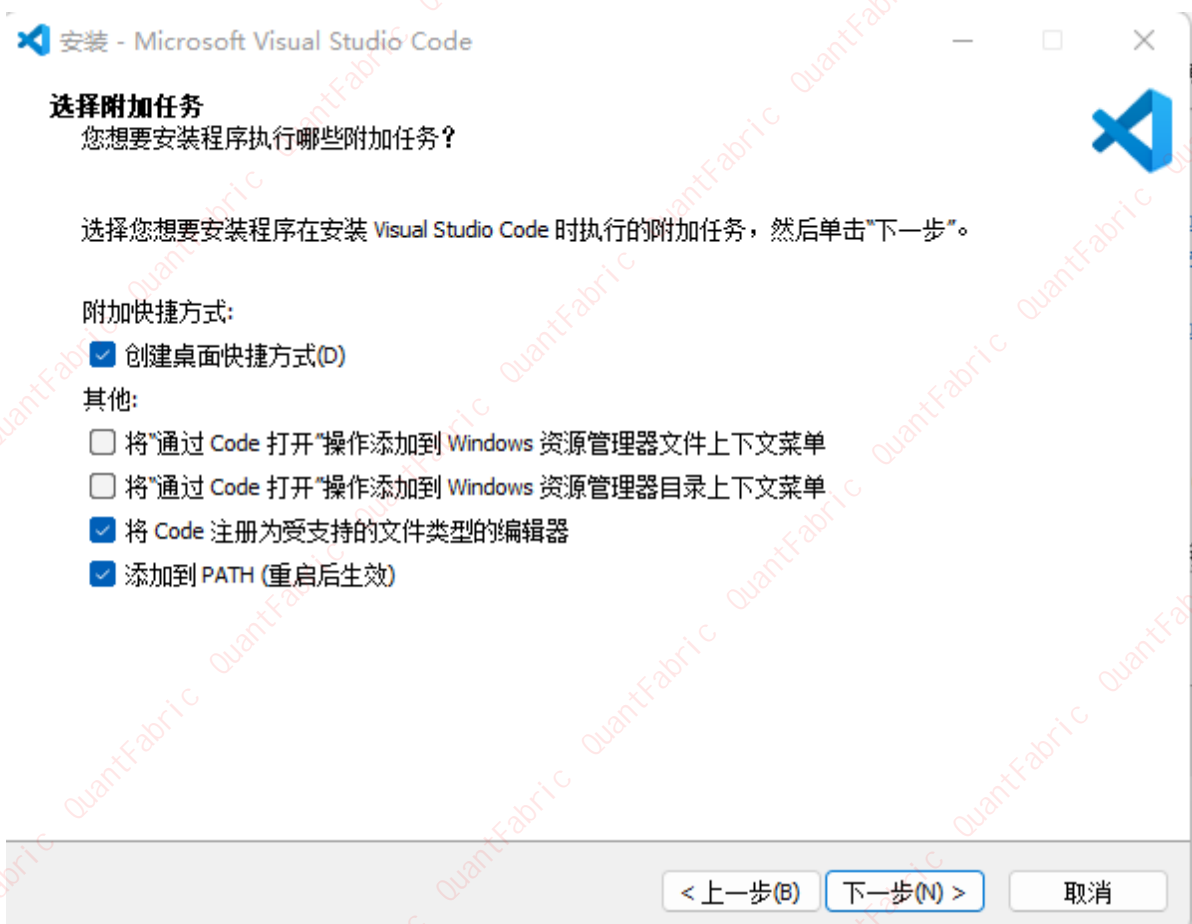 安装 - Microsoft Visual Studio Code
选择附加任务
您想要安装程序执行哪些附加任务?
选择您想要安装程序在安装 Visual Studio Code 时执行的附加任务，然后单击“下一步”。
附加快捷方式:
创建桌面快捷方式(D)
其他:
将“通过 Code 打开”操作添加到 Windows 资源管理器文件上下文菜单
将“通过 Code 打开”操作添加到 Windows 资源管理器目录上下文菜单
将 Code 注册为受支持的文件类型的编辑器
添加到 PATH (重启后生效)
< 上一步(B) 下一步(N) > 取消
QuantFabric